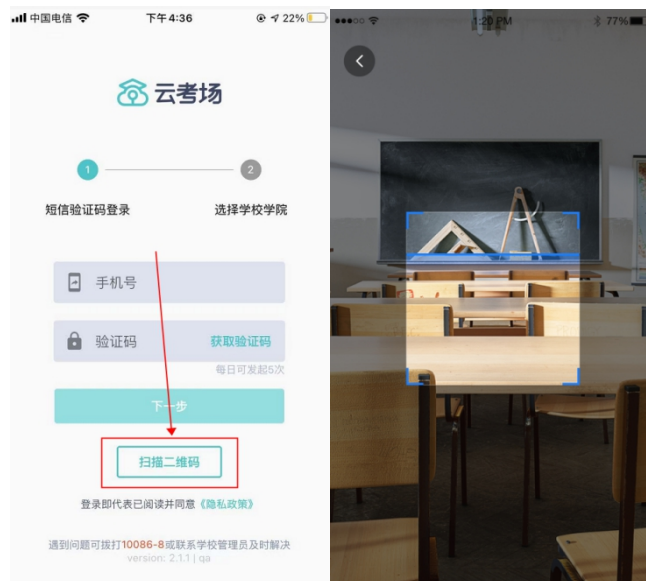 中国电信 下午4:36 22%
云考场
1 2
短信验证码登录 选择学校学院
手机号
验证码 获取验证码
每日可发起5次
下一步
扫描二维码
登录即代表已阅读并同意《隐私政策》
遇到问题可拨打10086-8或联系学校管理员及时解决
version: 2.1.1 | qa
1:20 PM 77%